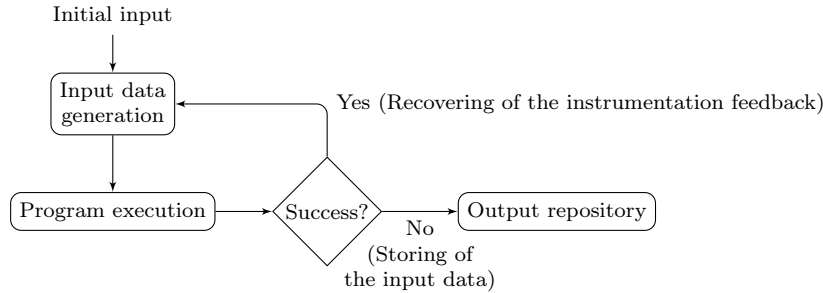 Initial input
Input data
generation
Yes (Recovering of the instrumentation feedback)
Program execution
Success?
Output repository
No
(Storing of
the input data)